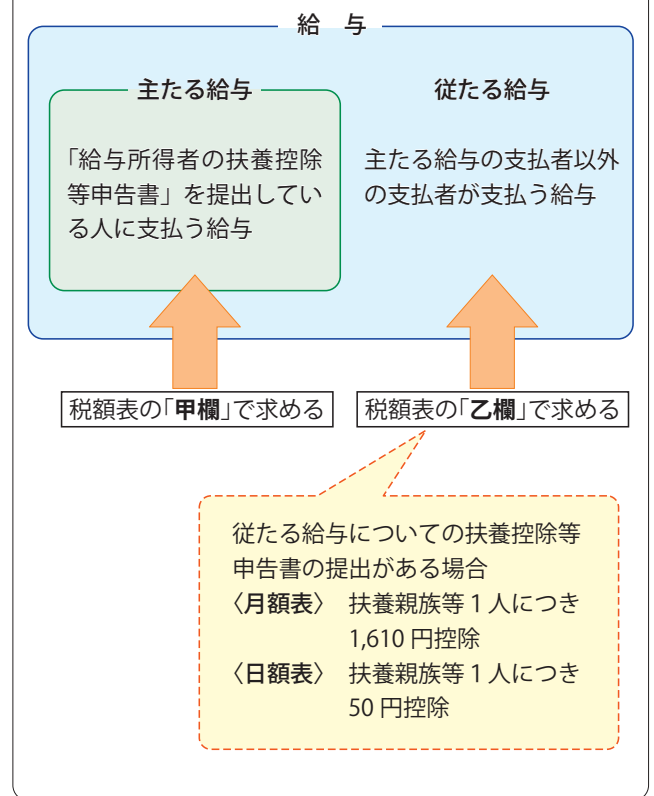 給　与
主たる給与
「給与所得者の扶養控除
等申告書」を提出してい
る人に支払う給与
従たる給与
主たる給与の支払者以外
の支払者が支払う給与
税額表の「甲欄」で求める
税額表の「乙欄」で求める
従たる給与についての扶養控除等
申告書の提出がある場合
〈月額表〉 扶養親族等 1 人につき
1,610 円控除
〈日額表〉 扶養親族等 1 人につき
50 円控除